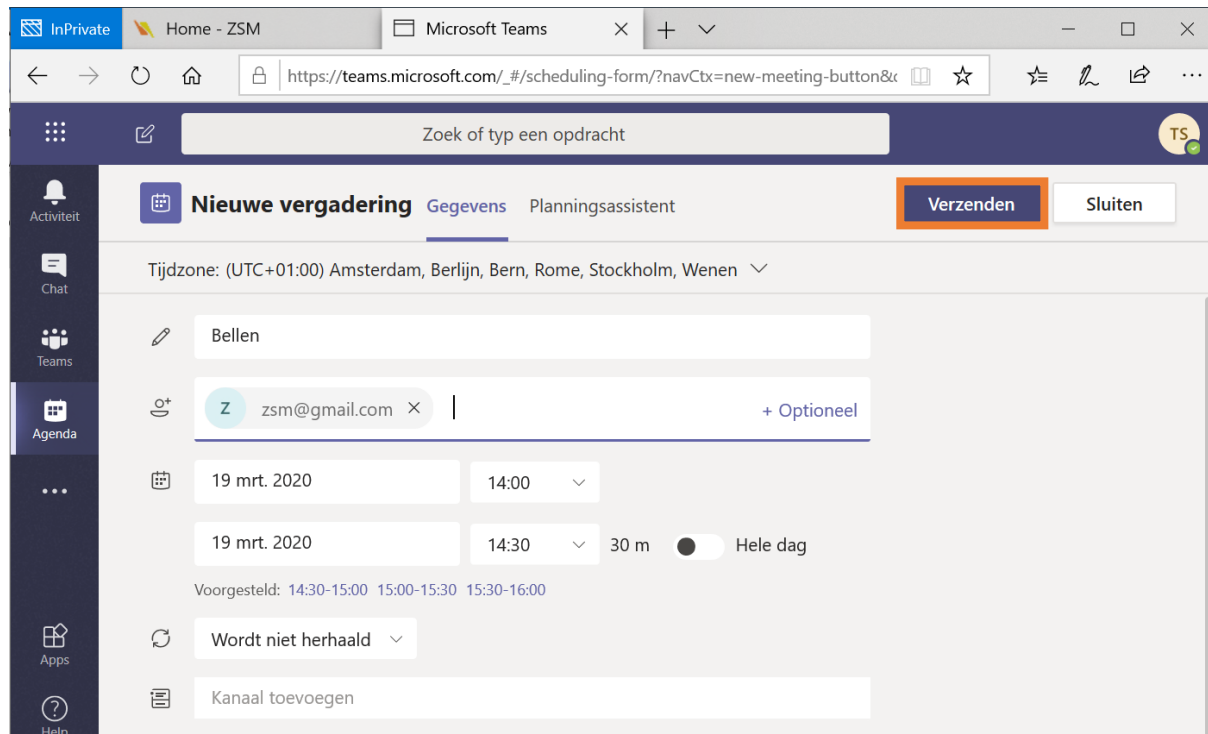 InPrivate Home - ZSM Microsoft Teams
https://teams.microsoft.com/_#/scheduling-form/?navCtx=new-meeting-button&c
Zoek of typ een opdracht
TS
Activiteit
Chat
Teams
Agenda
Apps
Help
Nieuwe vergadering Gegevens Planningsassistent Verzenden Sluiten
Tijdzone: (UTC+01:00) Amsterdam, Berlijn, Bern, Rome, Stockholm, Wenen
Bellen
Z zsm@gmail.com + Optioneel
19 mrt. 2020 14:00
19 mrt. 2020 14:30 30 m Hele dag
Voorgesteld: 14:30-15:00 15:00-15:30 15:30-16:00
Wordt niet herhaald
Kanaal toevoegen